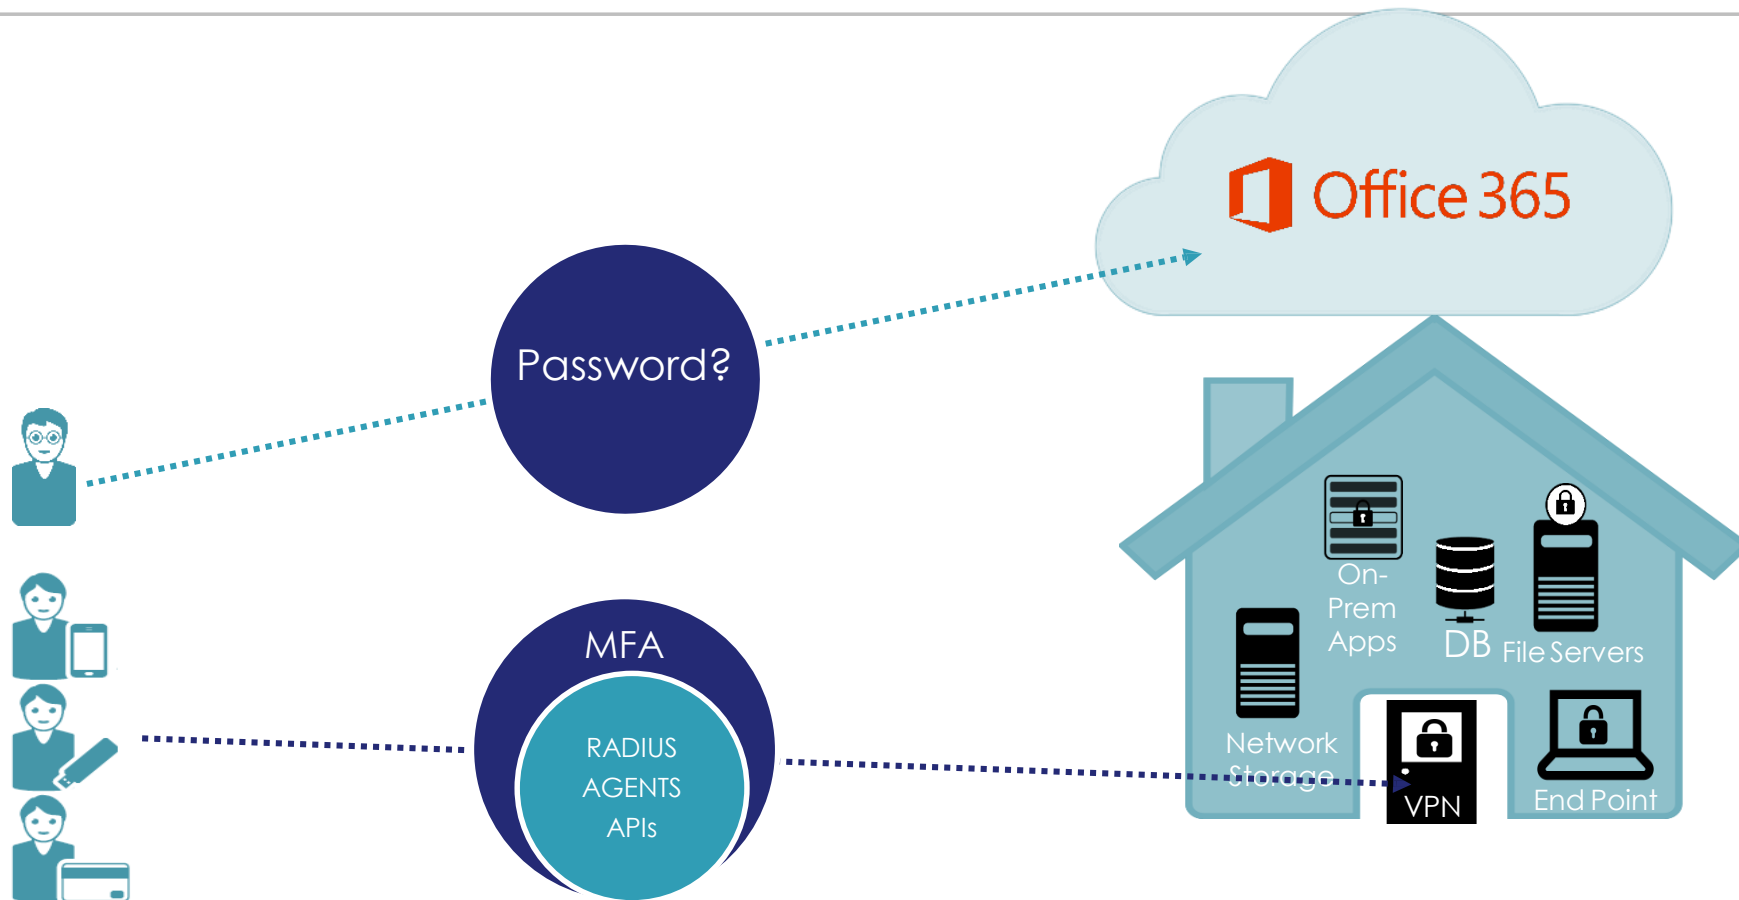 Office 365
Password?
On-
Prem
Apps
DB
File Servers
MFA
RADIUS
AGENTS
APIs
Network
Storage
VPN
End Point